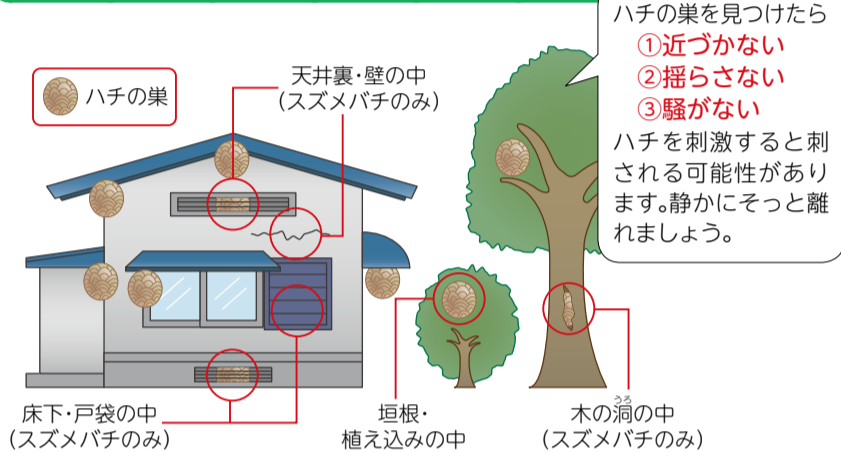 ハチの巣を見つけたら
①近づかない
②揺らさない
③騒がない
ハチを刺激すると刺
される可能性があり
ます。静かにそっと離
れましょう。
ハチの巣
天井裏・壁の中
(スズメバチのみ)
床下・戸袋の中
(スズメバチのみ)
垣根・
植え込みの中
うろ
木の洞の中
(スズメバチのみ)